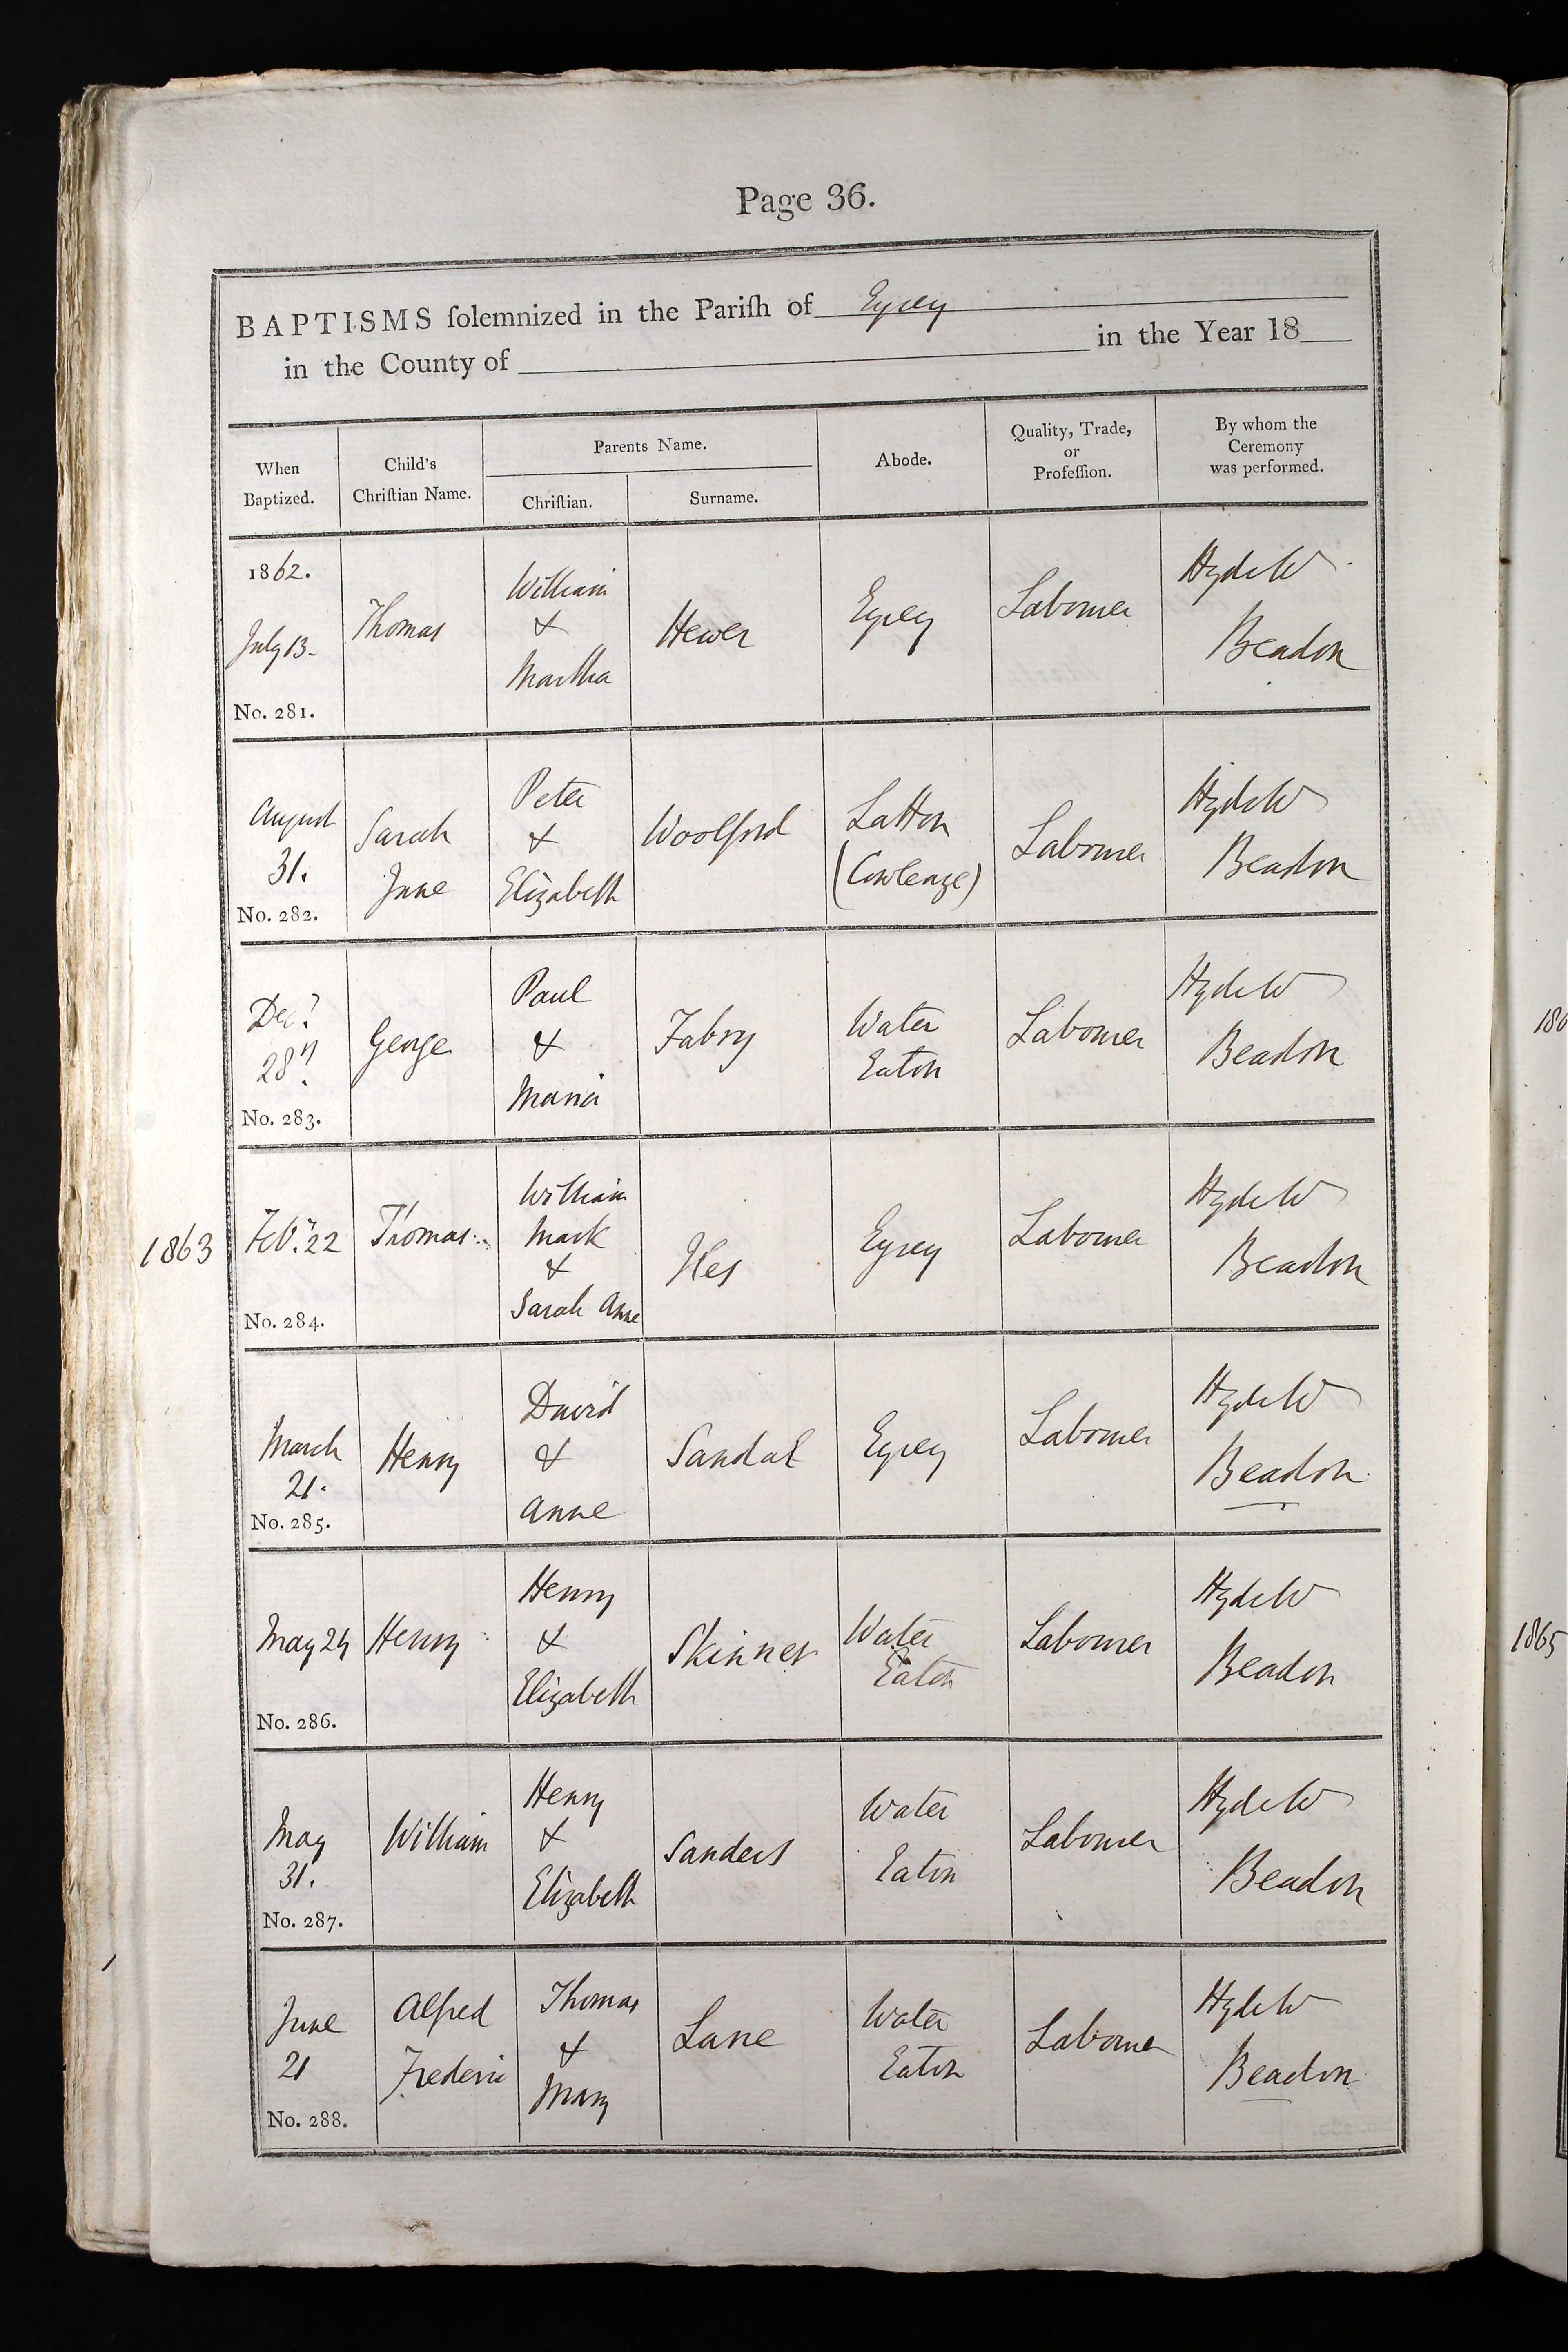 Page 36.
BAPTISMS ſolemnized in the Pariſh of Eysey
in the County of in the Year 18
When
Baptized.
Child's
Chriſtian Name.
Parents Name.
Chriſtian.
Surname.
Abode.
Quality, Trade,
or
Profeſſion.
By whom the
Ceremony
was performed.
1862.
July 13.
No. 281.
Thomas
William
&
Martha
Hewer
Eysey
Labourer
Hyde W
Beadon
August
31.
No. 282.
Sarah
Jane
Peter
&
Elizabeth
Woolford
Latton
(Cowleaze)
Labourer
Hyde W
Beadon
Decr
28th
No. 283.
George
Paul
&
Maria
Fabry
Water
Eaton
Labourer
Hyde W
Beadon
1863
Feby 22
No. 284.
Thomas
William
Mark
&
Sarah Anne
Iles
Eysey
Labourer
Hyde W
Beadon
March
21.
No. 285.
Henry
David
&
Anne
Sandal
Eysey
Labourer
Hyde W
Beadon
May 24
No. 286.
Henry
Henry
&
Elizabeth
Skinner
Water
Eaton
Labourer
Hyde W
Beadon
May
31.
No. 287.
William
Henry
&
Elizabeth
Sanders
Water
Eaton
Labourer
Hyde W
Beadon
June
21
No. 288.
Alfred
Frederic
Thomas
&
Mary
Lane
Water
Eaton
Labourer
Hyde W
Beadon
186
1865